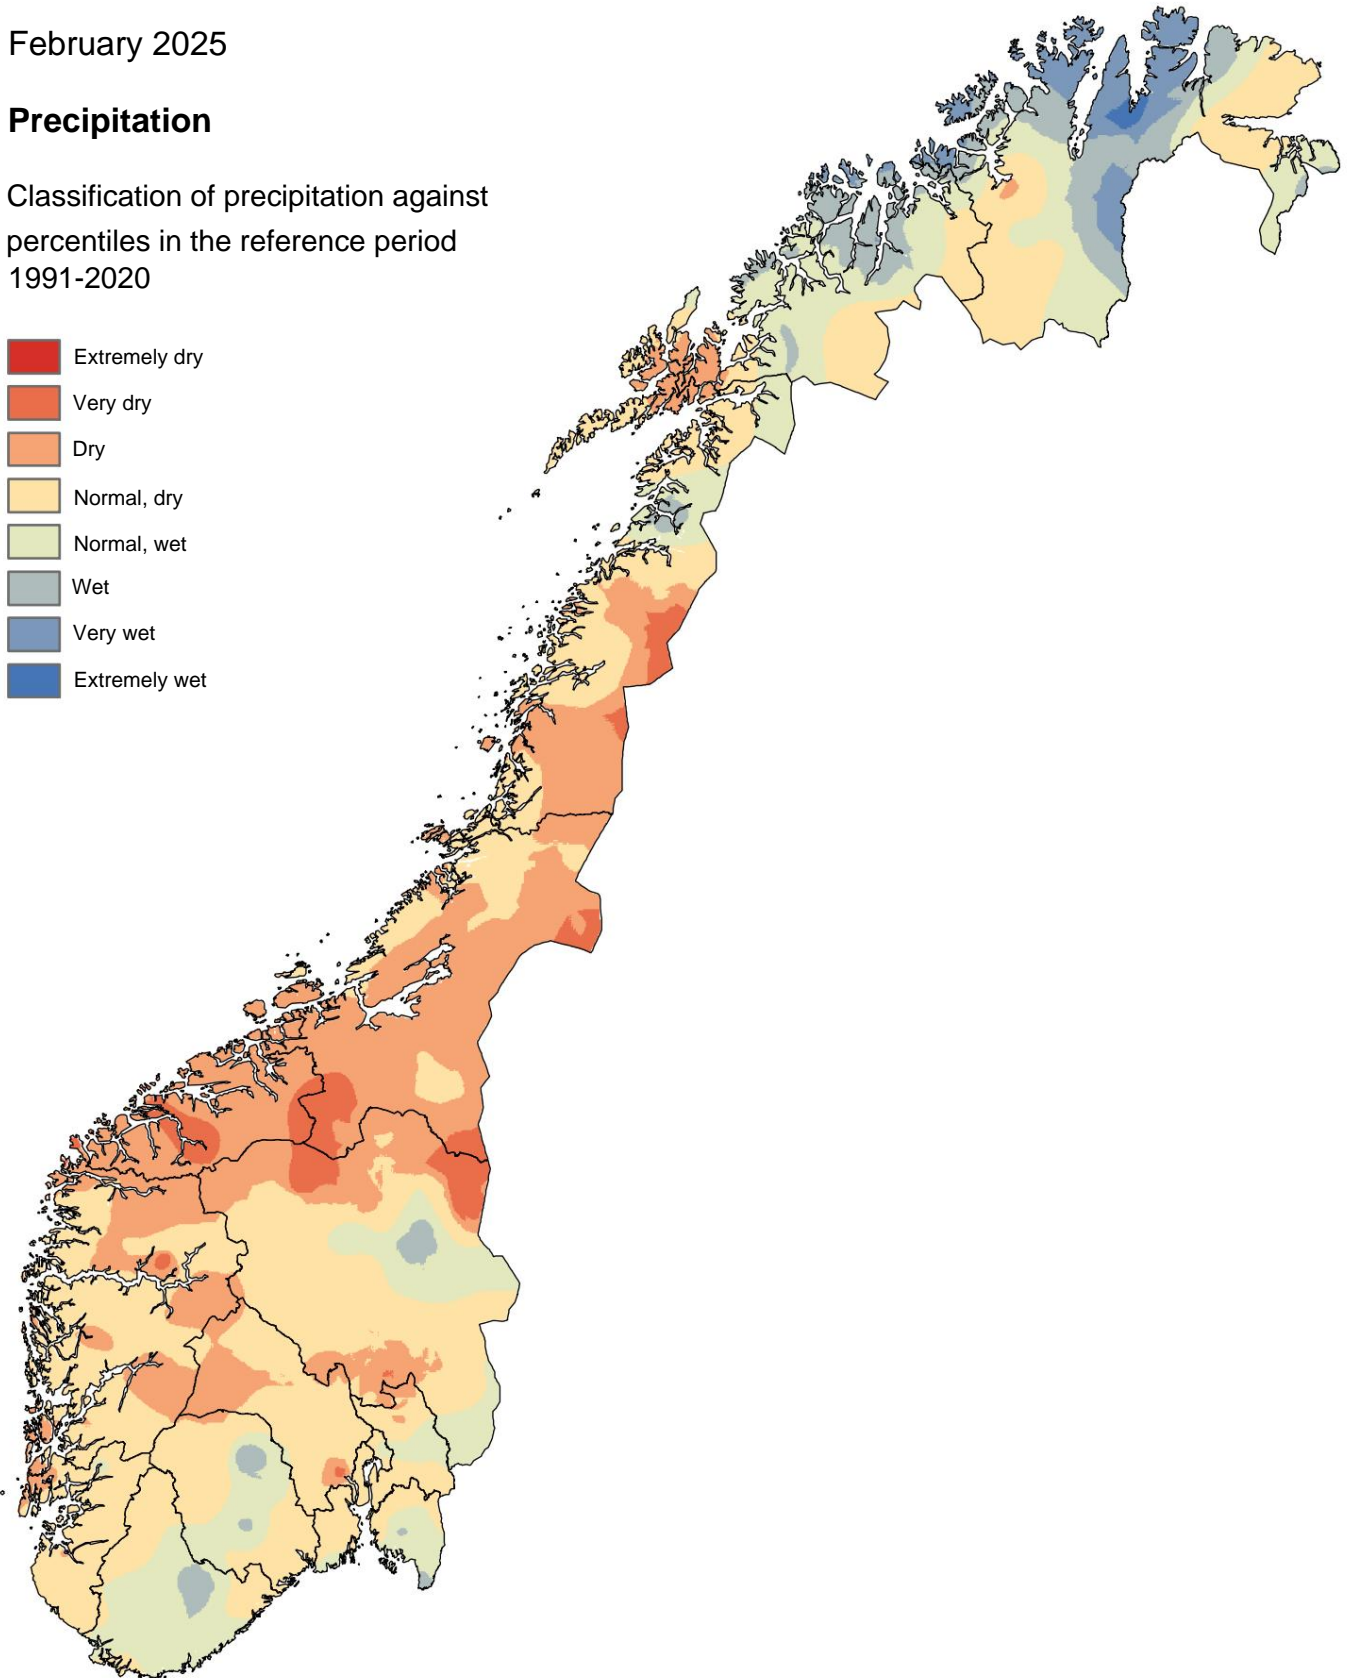 February 2025
Precipitation
Classification of precipitation against
percentiles in the reference period
1991-2020
Extremely dry
Very dry
Dry
Normal, dry
Normal, wet
Wet
Very wet
Extremely wet